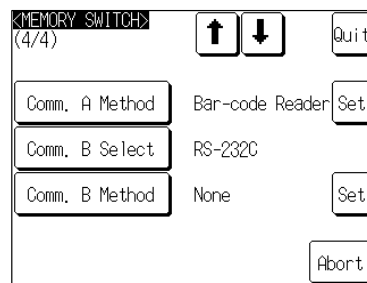 <MEMORY SWITCH>
(4/4)
Quit
Comm. A Method Bar-code Reader Set
Comm. B Select RS-232C
Comm. B Method None Set
Abort